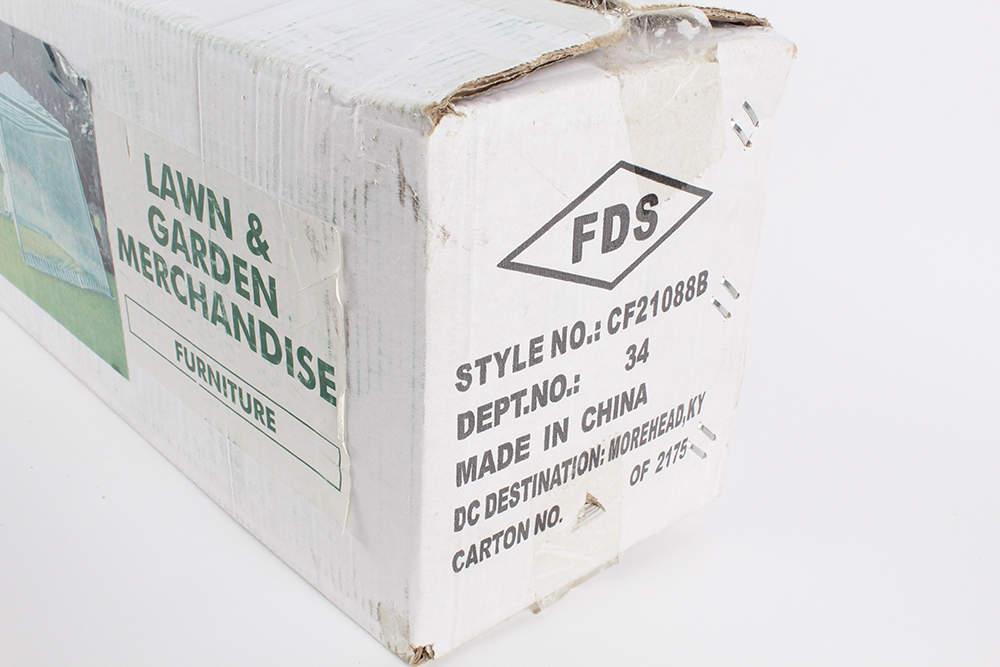 LAWN &
GARDEN
MERCHANDISE
FURNITURE
FDS
STYLE NO.: CF21088B
DEPT.NO.: 34
MADE IN CHINA
DC DESTINATION: MOREHEAD,KY
CARTON NO. OF 2175